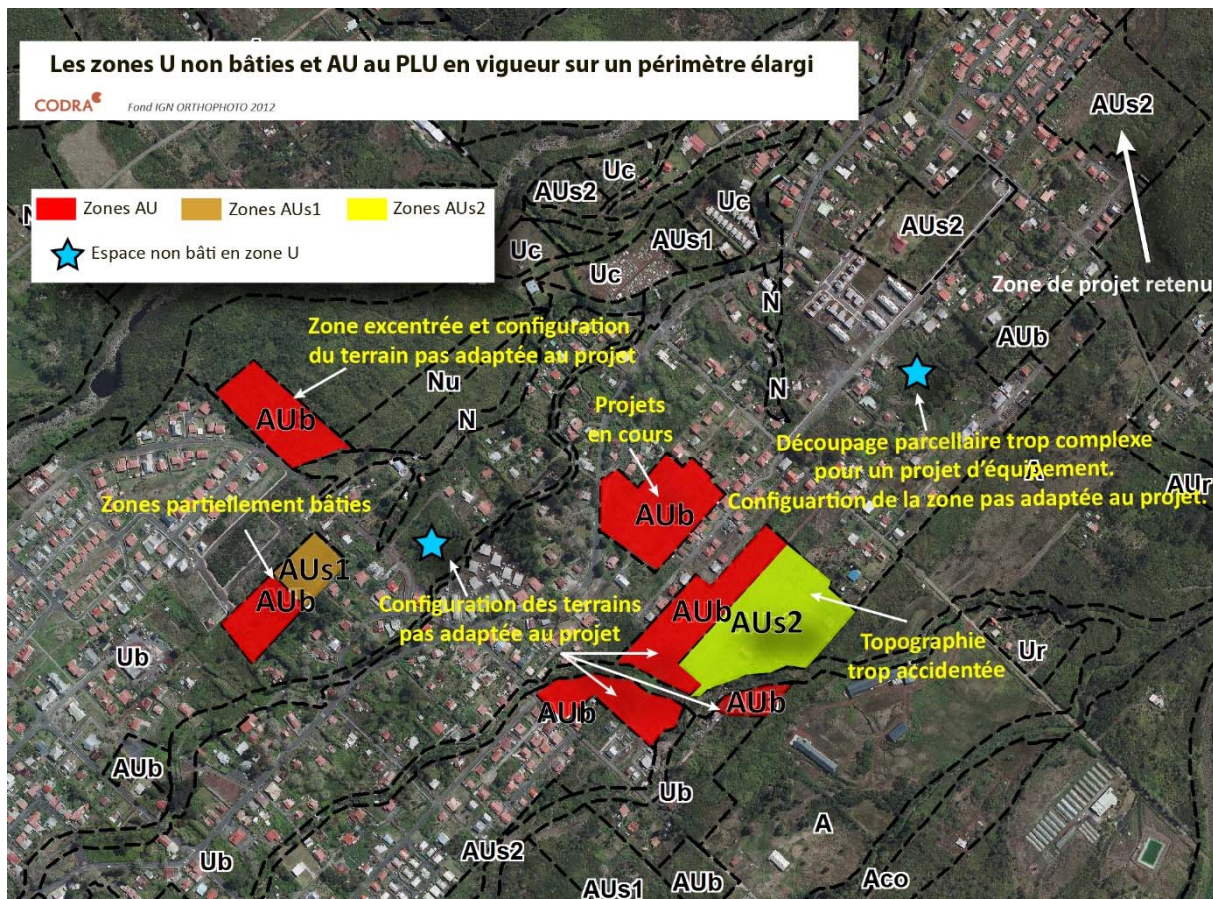 Les zones U non bâties et AU au PLU en vigueur sur un périmètre élargi
CODRA
Fond IGN ORTHOPHOTO 2012
Zones AU
Zones AUs1
Zones AUs2
Espace non bâti en zone U
N
AUs2
Uc
Uc
AUs1
Uc
Uc
N
AUs2
AUs2
Zone de projet retenu
AUb
Zone excentrée et configuration
du terrain pas adaptée au projet
Nu
N
N
AUb
Projets
en cours
AUb
Découpage parcellaire trop complexe
pour un projet d'équipement.
Configuartion de la zone pas adaptée au projet.
A
AUr
Zones partiellement bâties
AUs1
AUb
Configuration des terrains
pas adaptée au projet
AUb
AUs2
Topographie
trop accidentée
Ur
AUb
AUb
Ub
AUb
Ub
Ub
AUs2
AUs1
AUb
A
Aco